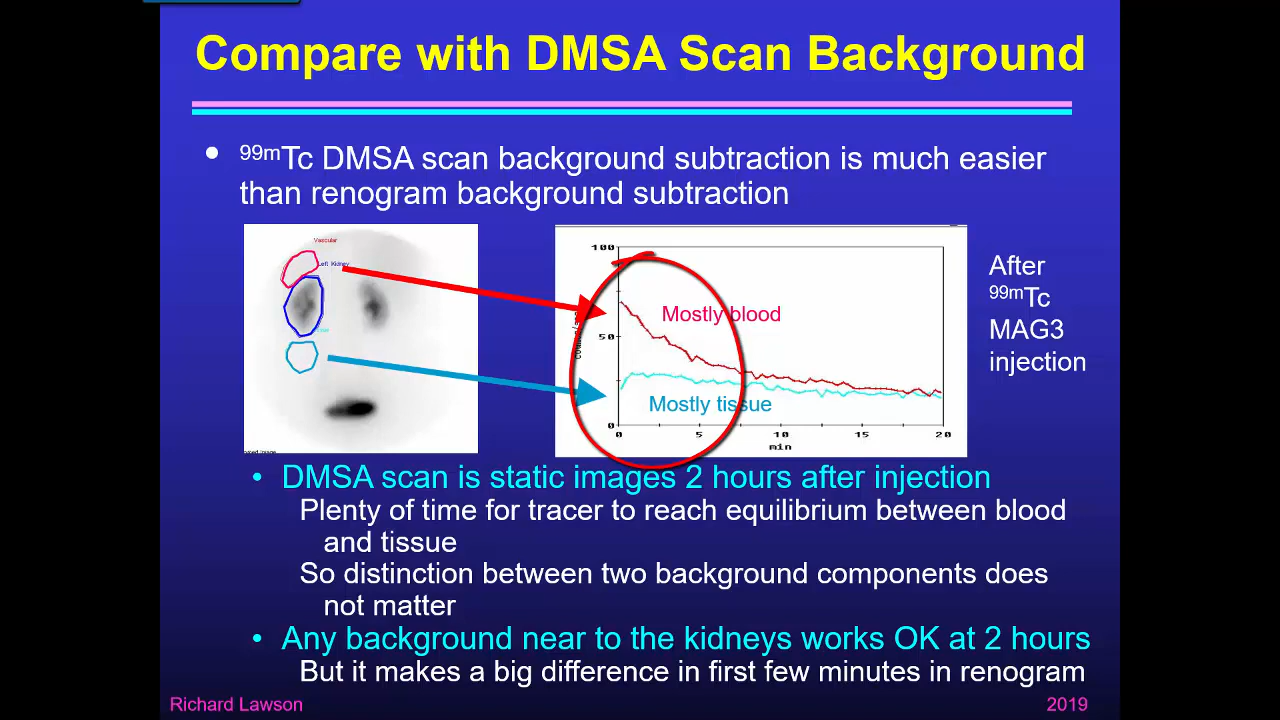 Compare with DMSA Scan Background
• 99mTc DMSA scan background subtraction is much easier
than renogram background subtraction
Vascular
Left Kidney
100
50
0
0
5
10
15
20
min
Mostly blood
Mostly tissue
After
99mTc
MAG3
injection
• DMSA scan is static images 2 hours after injection
Plenty of time for tracer to reach equilibrium between blood
and tissue
So distinction between two background components does
not matter
• Any background near to the kidneys works OK at 2 hours
But it makes a big difference in first few minutes in renogram
Richard Lawson
2019